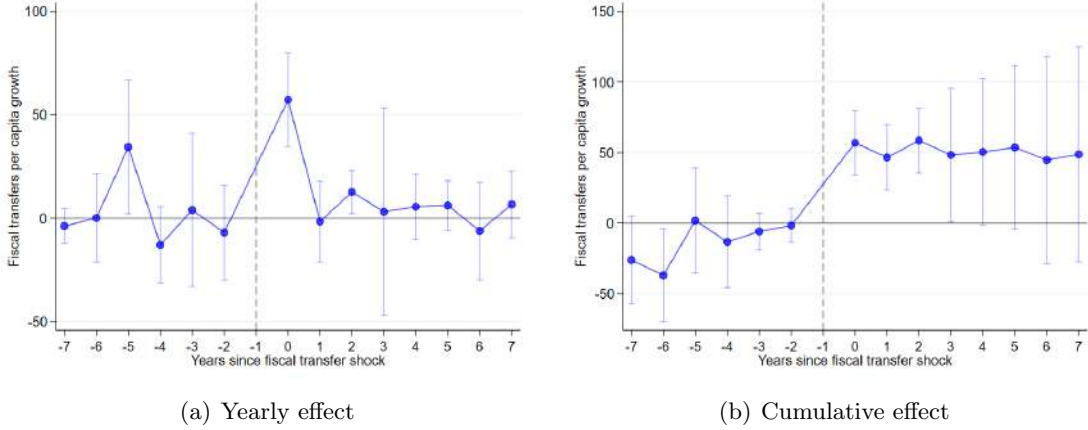 Fiscal transfers per capita growth
100
50
0
-50
-7 -6 -5 -4 -3 -2 -1 0 1 2 3 4 5 6 7
Years since fiscal transfer shock
(a) Yearly effect
Fiscal transfers per capita growth
150
100
50
0
-50
-7 -6 -5 -4 -3 -2 -1 0 1 2 3 4 5 6 7
Years since fiscal transfer shock
(b) Cumulative effect